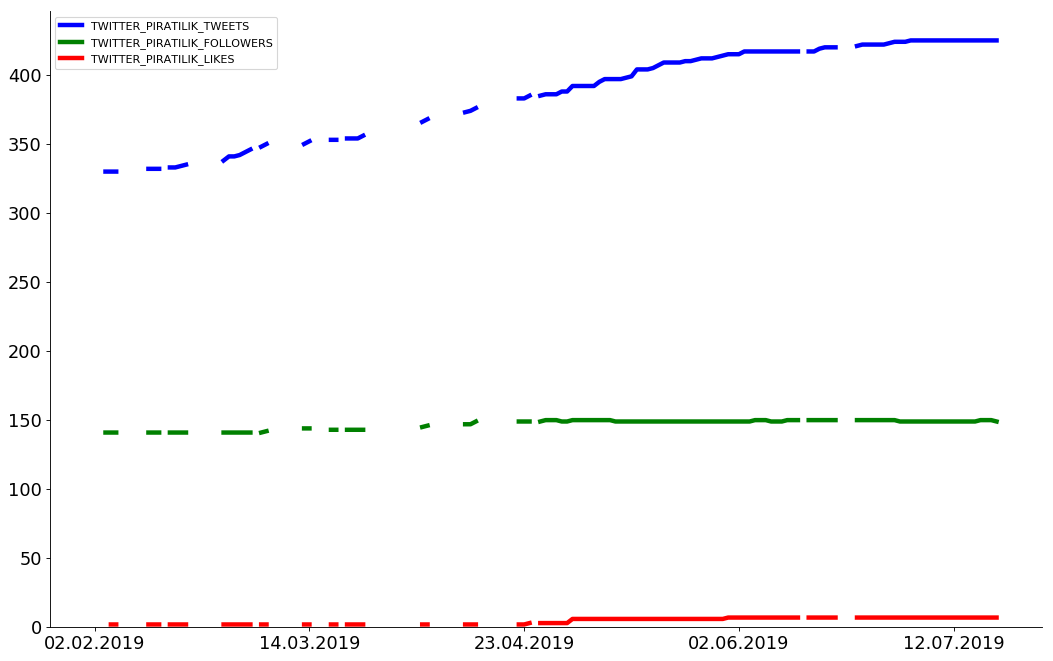 TWITTER_PIRATILIK_TWEETS
TWITTER_PIRATILIK_FOLLOWERS
TWITTER_PIRATILIK_LIKES
400
350
300
250
200
150
100
50
0
02.02.2019 14.03.2019 23.04.2019 02.06.2019 12.07.2019